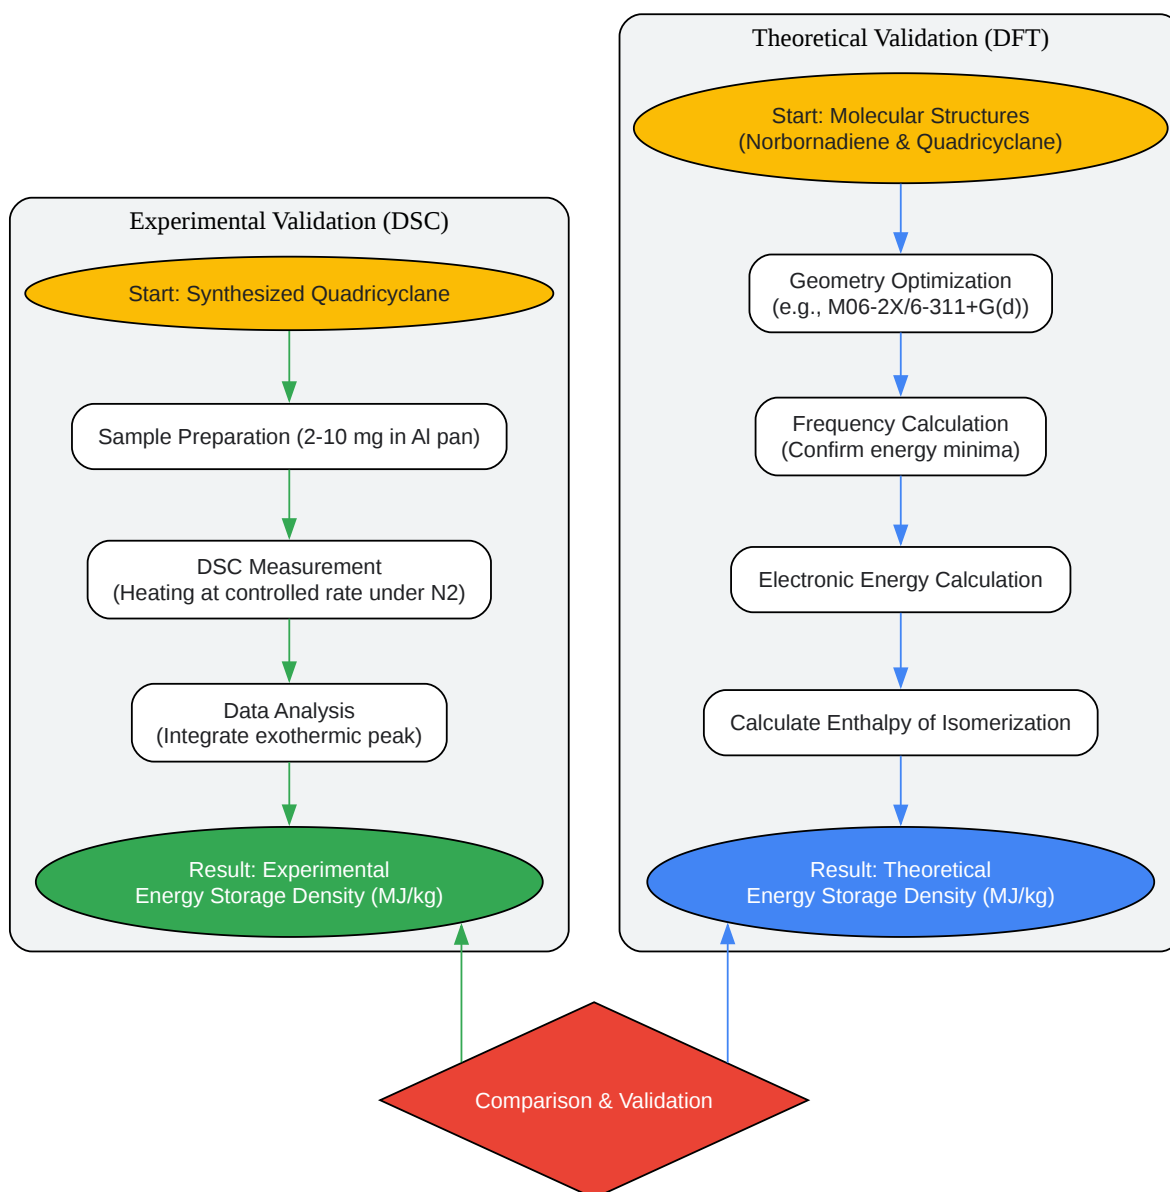 Theoretical Validation (DFT)
Start: Molecular Structures
(Norbornadiene & Quadricyclane)
Geometry Optimization
(e.g., M06-2X/6-311+G(d))
Frequency Calculation
(Confirm energy minima)
Electronic Energy Calculation
Calculate Enthalpy of Isomerization
Result: Theoretical
Energy Storage Density (MJ/kg)
Experimental Validation (DSC)
Start: Synthesized Quadricyclane
Sample Preparation (2-10 mg in Al pan)
DSC Measurement
(Heating at controlled rate under N2)
Data Analysis
(Integrate exothermic peak)
Result: Experimental
Energy Storage Density (MJ/kg)
Comparison & Validation